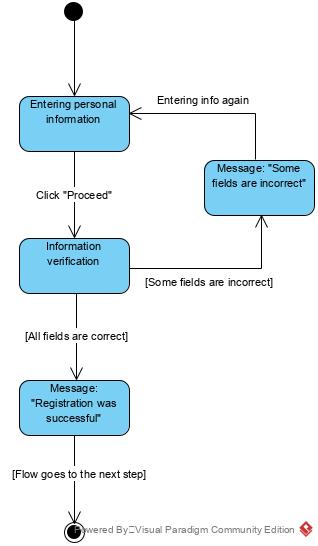 Entering personal
information
Entering info again
Message: "Some
fields are incorrect"
Click "Proceed"
Information
verification
[Some fields are incorrect]
[All fields are correct]
Message:
"Registration was
successful"
[Flow goes to the next step]
Powered By Visual Paradigm Community Edition